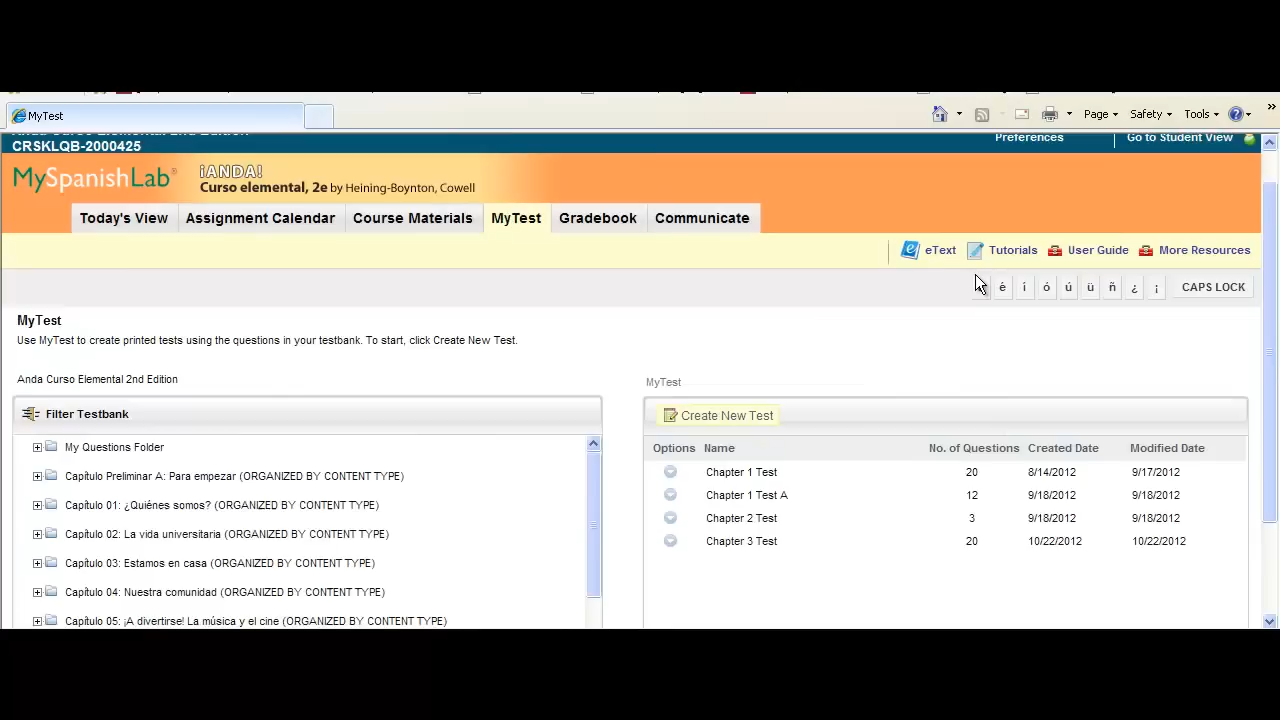 MyTest
Page
Safety
Tools
CRSKLQB-2000425
Preferences
Go to Student View
MySpanishLab®
¡ANDA!
Curso elemental, 2e by Heining-Boynton, Cowell
Today's View
Assignment Calendar
Course Materials
MyTest
Gradebook
Communicate
eText
Tutorials
User Guide
More Resources
é í ó ú ü ñ ¿ ¡ CAPS LOCK
MyTest
Use MyTest to create printed tests using the questions in your testbank. To start, click Create New Test.
Anda Curso Elemental 2nd Edition
Filter Testbank
My Questions Folder
Capítulo Preliminar A: Para empezar (ORGANIZED BY CONTENT TYPE)
Capítulo 01: ¿Quiénes somos? (ORGANIZED BY CONTENT TYPE)
Capítulo 02: La vida universitaria (ORGANIZED BY CONTENT TYPE)
Capítulo 03: Estamos en casa (ORGANIZED BY CONTENT TYPE)
Capítulo 04: Nuestra comunidad (ORGANIZED BY CONTENT TYPE)
Capítulo 05: ¡A divertirse! La música y el cine (ORGANIZED BY CONTENT TYPE)
MyTest
Create New Test
Options Name No. of Questions Created Date Modified Date
Chapter 1 Test 20 8/14/2012 9/17/2012
Chapter 1 Test A 12 9/18/2012 9/18/2012
Chapter 2 Test 3 9/18/2012 9/18/2012
Chapter 3 Test 20 10/22/2012 10/22/2012